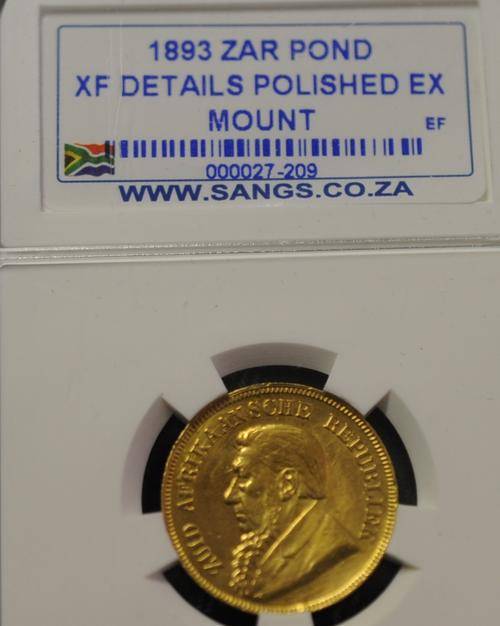 1893 ZAR POND
XF DETAILS POLISHED EX
MOUNT
EF
000027-209
WWW.SANGS.CO.ZA
ZUID AFRIKAANSCHE REPUBLIEK